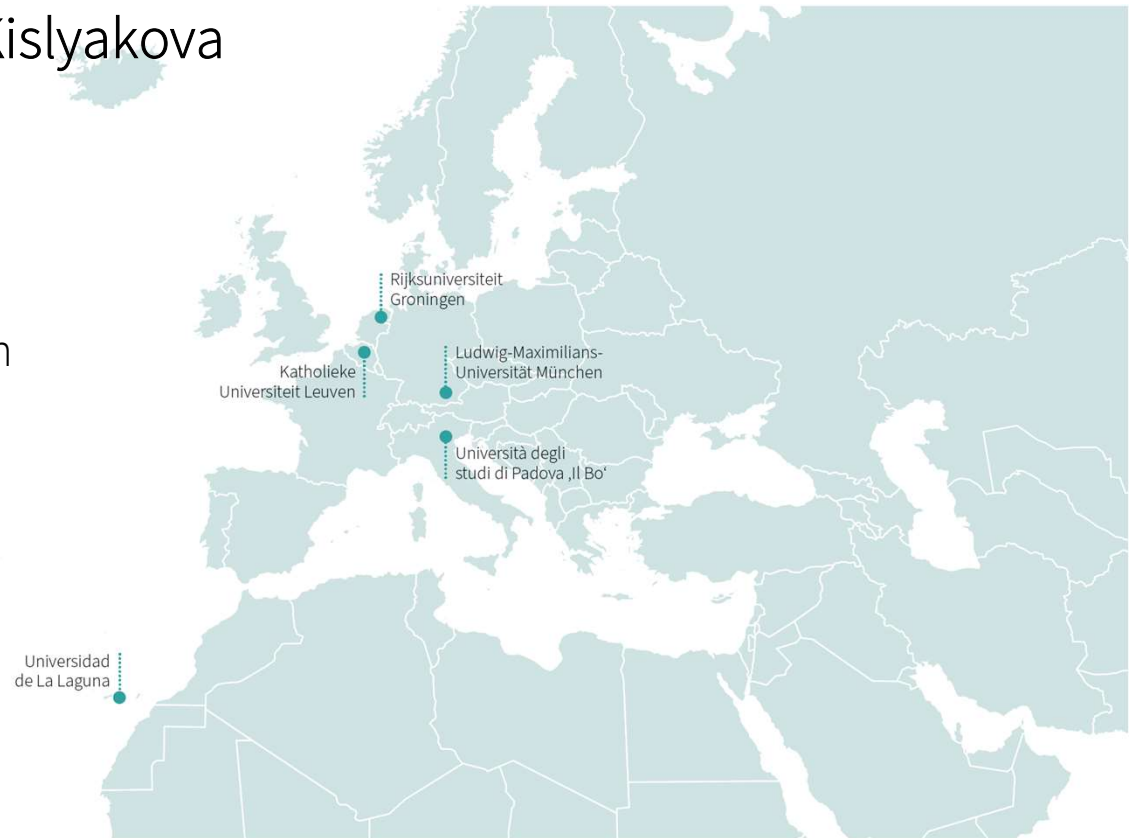 Kislyakova
Rijksuniversiteit
Groningen
Ludwig-Maximilians-
Universität München
Katholieke
Universiteit Leuven
Università degli
studi di Padova ‚Il Bo‘
Universidad
de La Laguna